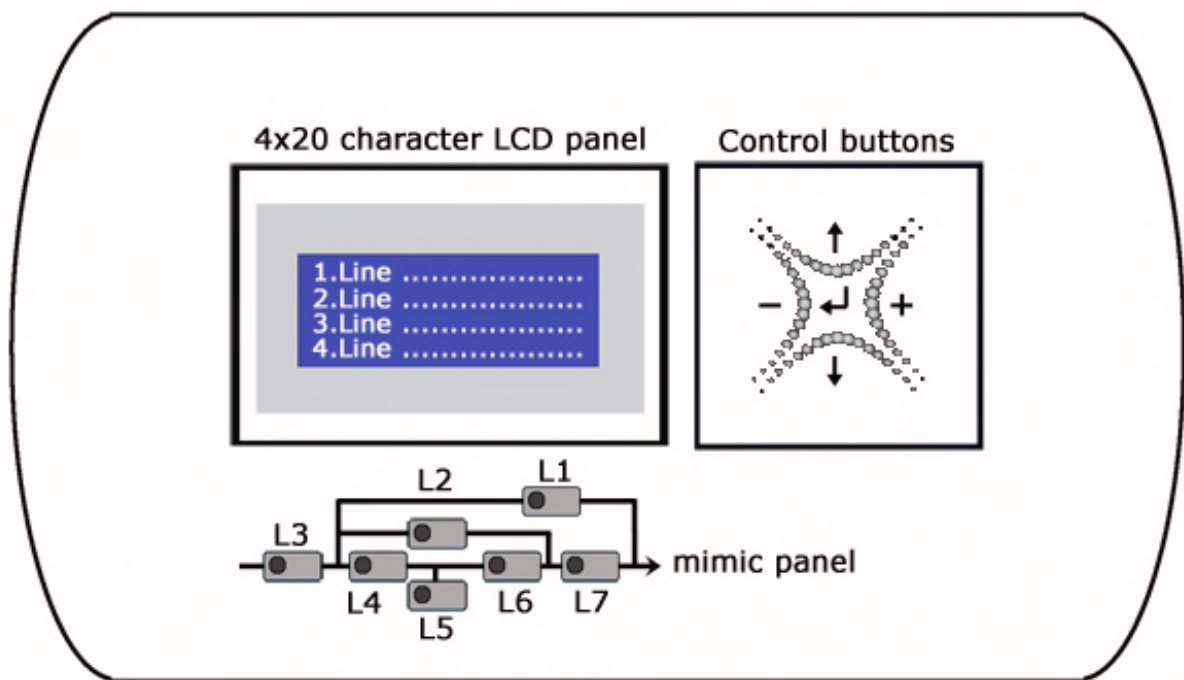 4x20 character LCD panel
Control buttons
1.Line ...................
2.Line ...................
3.Line ...................
4.Line ...................
- +
L1
L2
L3
mimic panel
L4
L5
L6
L7